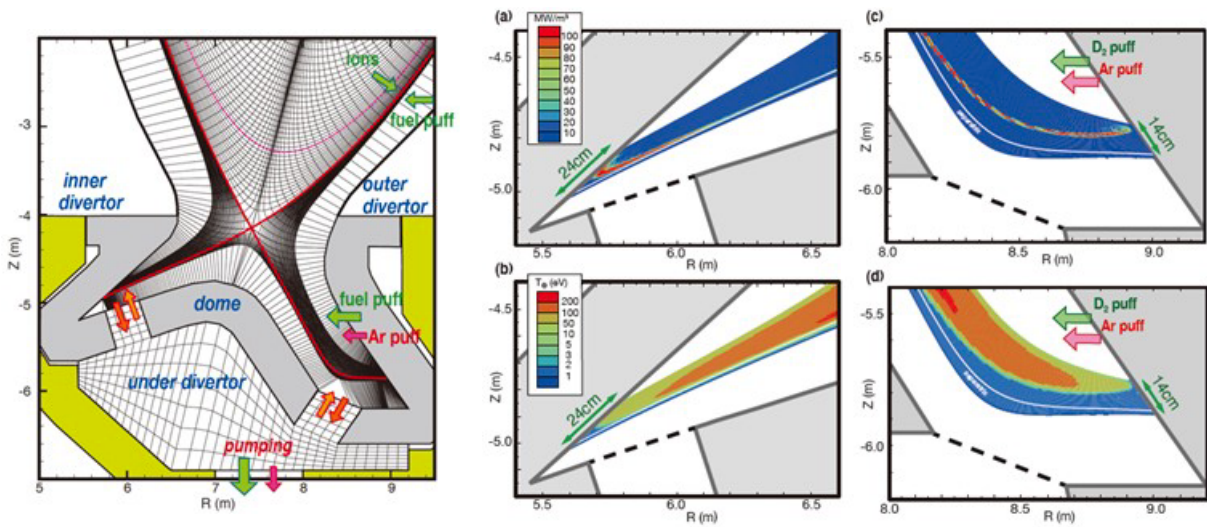 -3
-4
-5
-6
Z (m)
5
6
7
8
9
R (m)
ions
fuel puff
inner
divertor
outer
divertor
dome
fuel puff
Ar puff
under divertor
pumping
(a)
MW/m³
100
90
80
70
60
50
40
30
20
10
-4.5
-5.0
Z (m)
24cm
5.5
6.0
6.5
R (m)
(b)
Te (eV)
200
100
50
10
5
3
2
1
-4.5
-5.0
Z (m)
24cm
5.5
6.0
6.5
R (m)
(c)
D₂ puff
Ar puff
separatrix
14cm
-5.5
-6.0
Z (m)
8.0
8.5
9.0
R (m)
(d)
D₂ puff
Ar puff
separatrix
14cm
-5.5
-6.0
Z (m)
8.0
8.5
9.0
R (m)